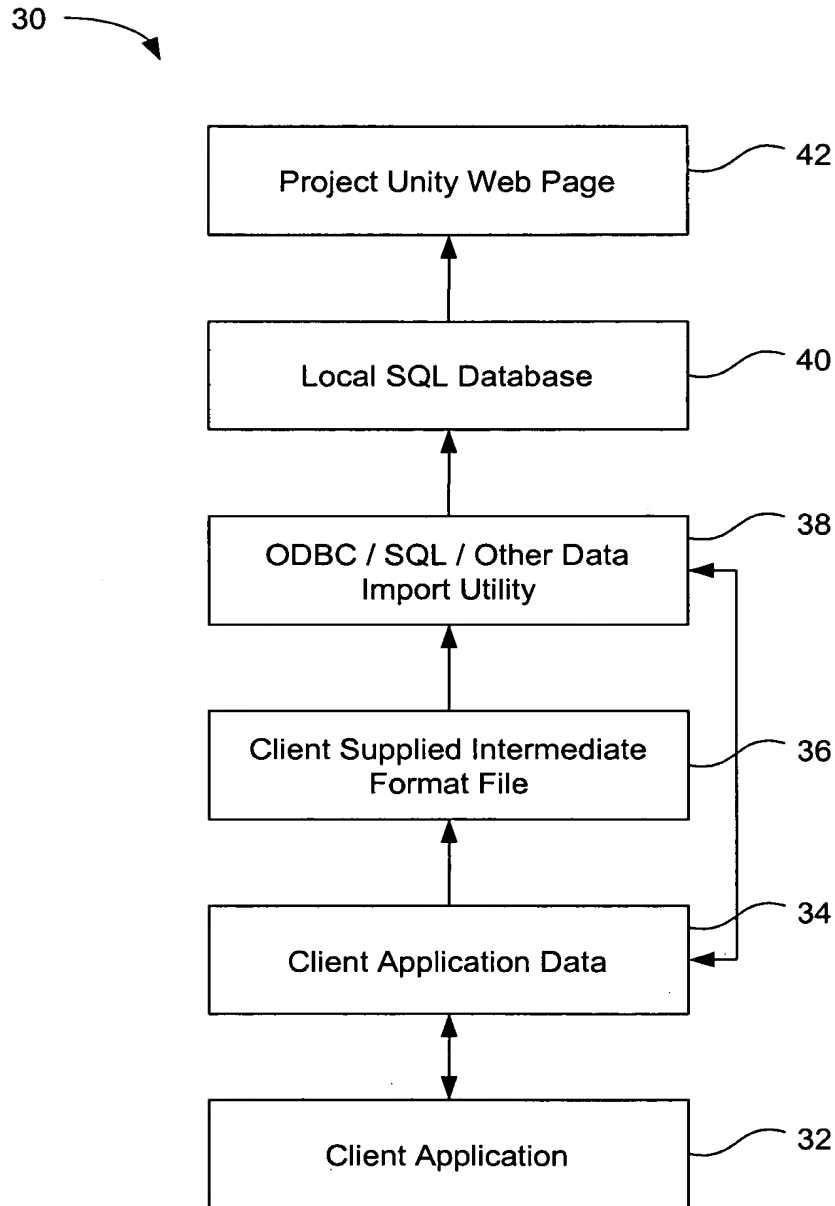 30
Project Unity Web Page
42
Local SQL Database
40
ODBC / SQL / Other Data
Import Utility
38
Client Supplied Intermediate
Format File
36
Client Application Data
34
Client Application
32